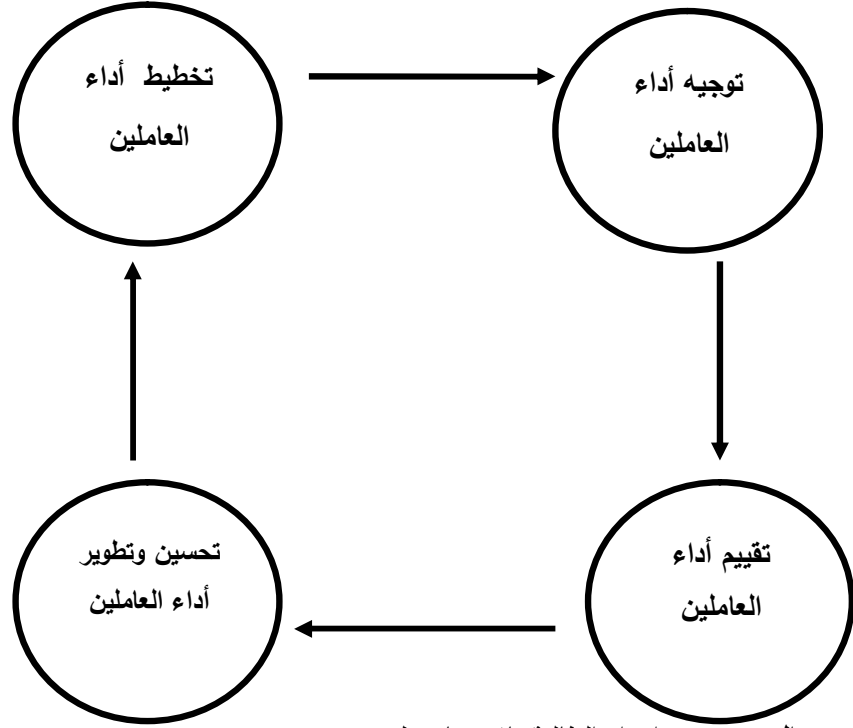 تخطيط أداء
العاملين
توجيه أداء
العاملين
تقييم أداء
العاملين
تحسين وتطوير
أداء العاملين